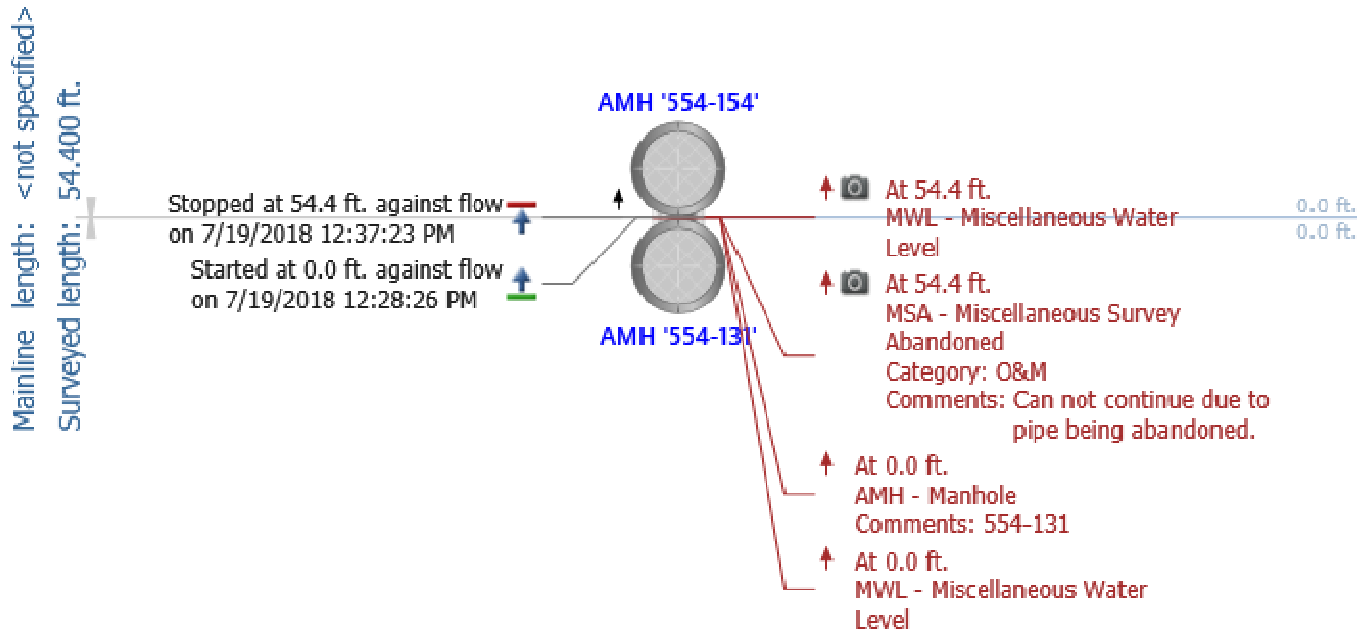 Mainline length: <not specified>
Surveyed length: 54.400 ft.
AMH '554-154'
Stopped at 54.4 ft. against flow
on 7/19/2018 12:37:23 PM
Started at 0.0 ft. against flow
on 7/19/2018 12:28:26 PM
AMH '554-131'
At 54.4 ft.
MWL - Miscellaneous Water
Level
0.0 ft.
0.0 ft.
At 54.4 ft.
MSA - Miscellaneous Survey
Abandoned
Category: O&M
Comments: Can not continue due to
pipe being abandoned.
At 0.0 ft.
AMH - Manhole
Comments: 554-131
At 0.0 ft.
MWL - Miscellaneous Water
Level